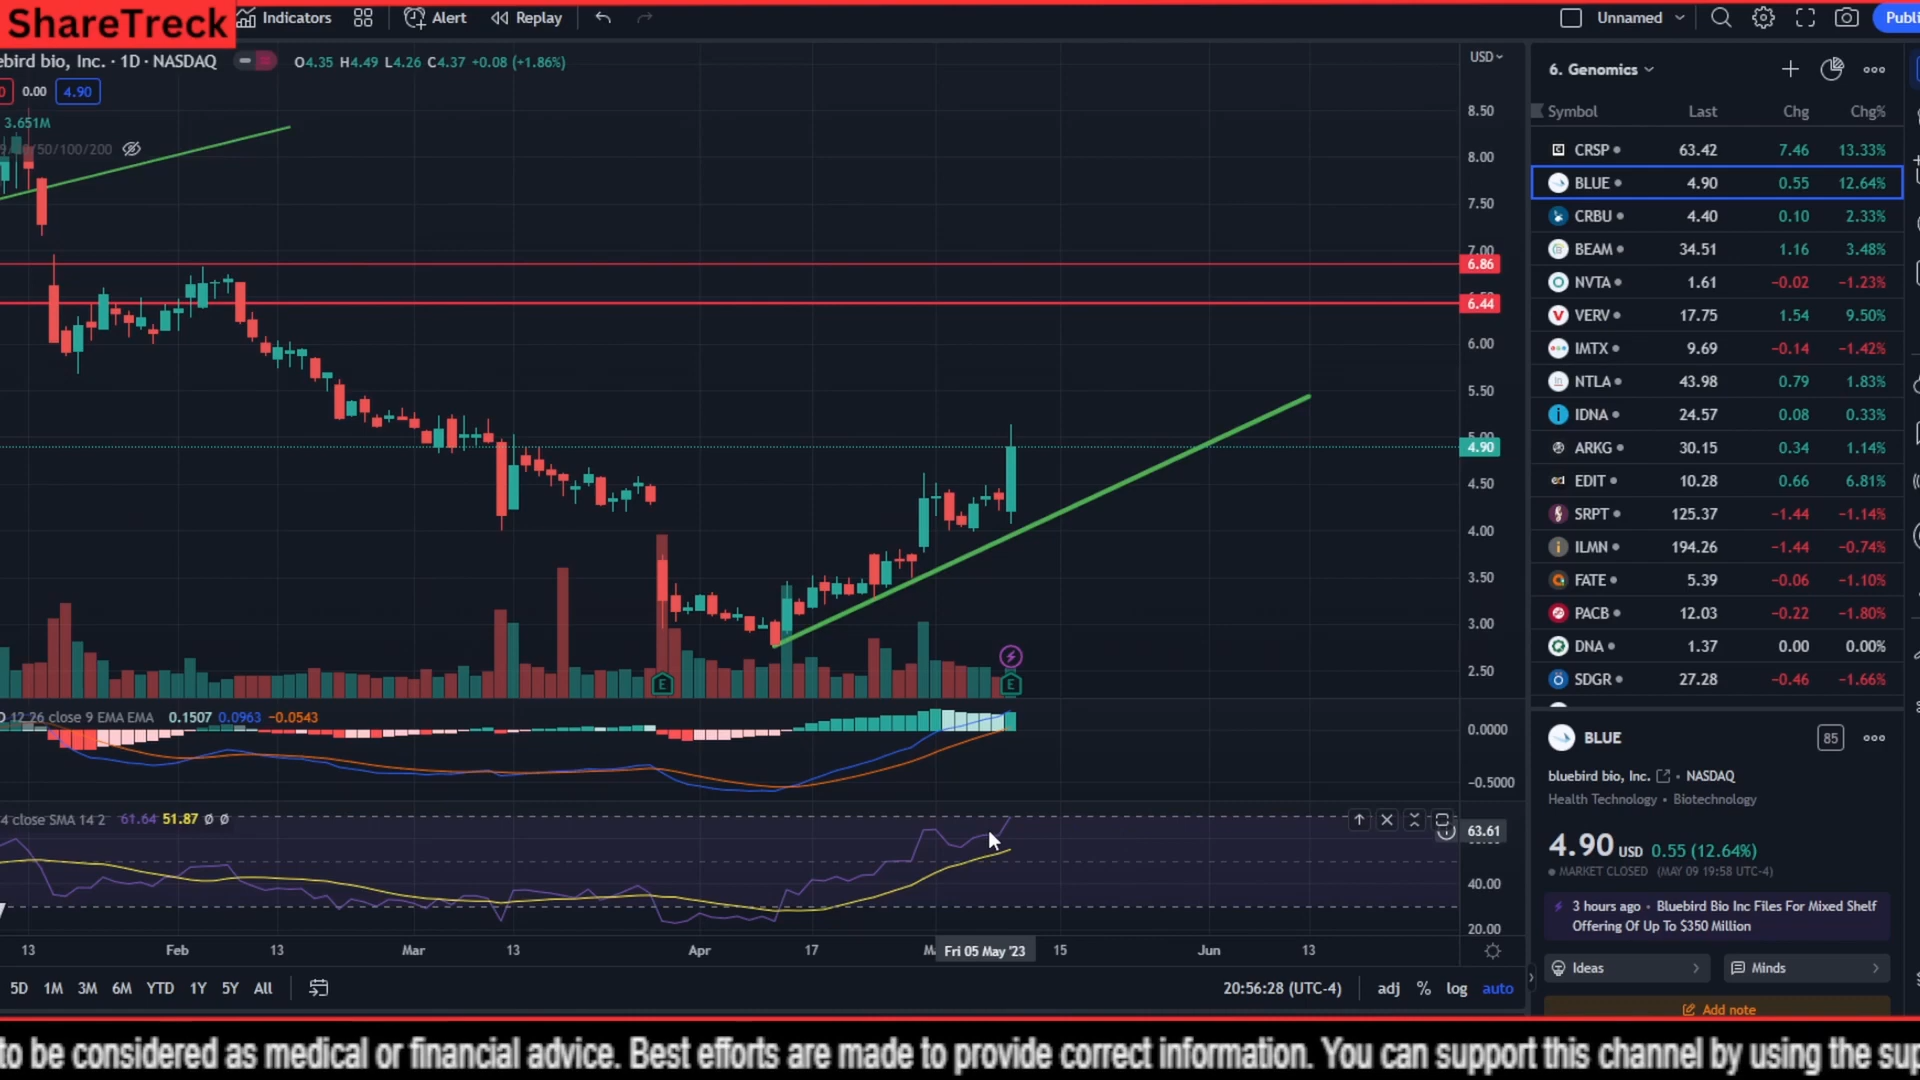 ShareTreck
Indicators
Alert
Replay
Unnamed
Publi
ebird bio, Inc. · 1D · NASDAQ
O4.35 H4.49 L4.26 C4.37 +0.08 (+1.86%)
0 0.00 4.90
3.651M
/50/100/200
USD
8.50
8.00
7.50
7.00
6.86
6.44
6.00
5.50
5.00
4.90
4.50
4.00
3.50
3.00
2.50
E
E
12 26 close 9 EMA EMA 0.1507 0.0963 −0.0543
0.0000
−0.5000
4 close SMA 14 2 61.64 51.87 Ø Ø
63.61
40.00
20.00
13 Feb 13 Mar 13 Apr 17 Fri 05 May '23 15 Jun 13
5D 1M 3M 6M YTD 1Y 5Y All
20:56:28 (UTC-4) adj % log auto
6. Genomics
Symbol Last Chg Chg%
CRSP 63.42 7.46 13.33%
BLUE 4.90 0.55 12.64%
CRBU 4.40 0.10 2.33%
BEAM 34.51 1.16 3.48%
NVTA 1.61 −0.02 −1.23%
VERV 17.75 1.54 9.50%
IMTX 9.69 −0.14 −1.42%
NTLA 43.98 0.79 1.83%
IDNA 24.57 0.08 0.33%
ARKG 30.15 0.34 1.14%
EDIT 10.28 0.66 6.81%
SRPT 125.37 −1.44 −1.14%
ILMN 194.26 −1.44 −0.74%
FATE 5.39 −0.06 −1.10%
PACB 12.03 −0.22 −1.80%
DNA 1.37 0.00 0.00%
SDGR 27.28 −0.46 −1.66%
BLUE
85
bluebird bio, Inc. • NASDAQ
Health Technology • Biotechnology
4.90 USD 0.55 (12.64%)
MARKET CLOSED (MAY 09 19:58 UTC-4)
3 hours ago • Bluebird Bio Inc Files For Mixed Shelf
Offering Of Up To $350 Million
Ideas
Minds
Add note
to be considered as medical or financial advice. Best efforts are made to provide correct information. You can support this channel by using the sup